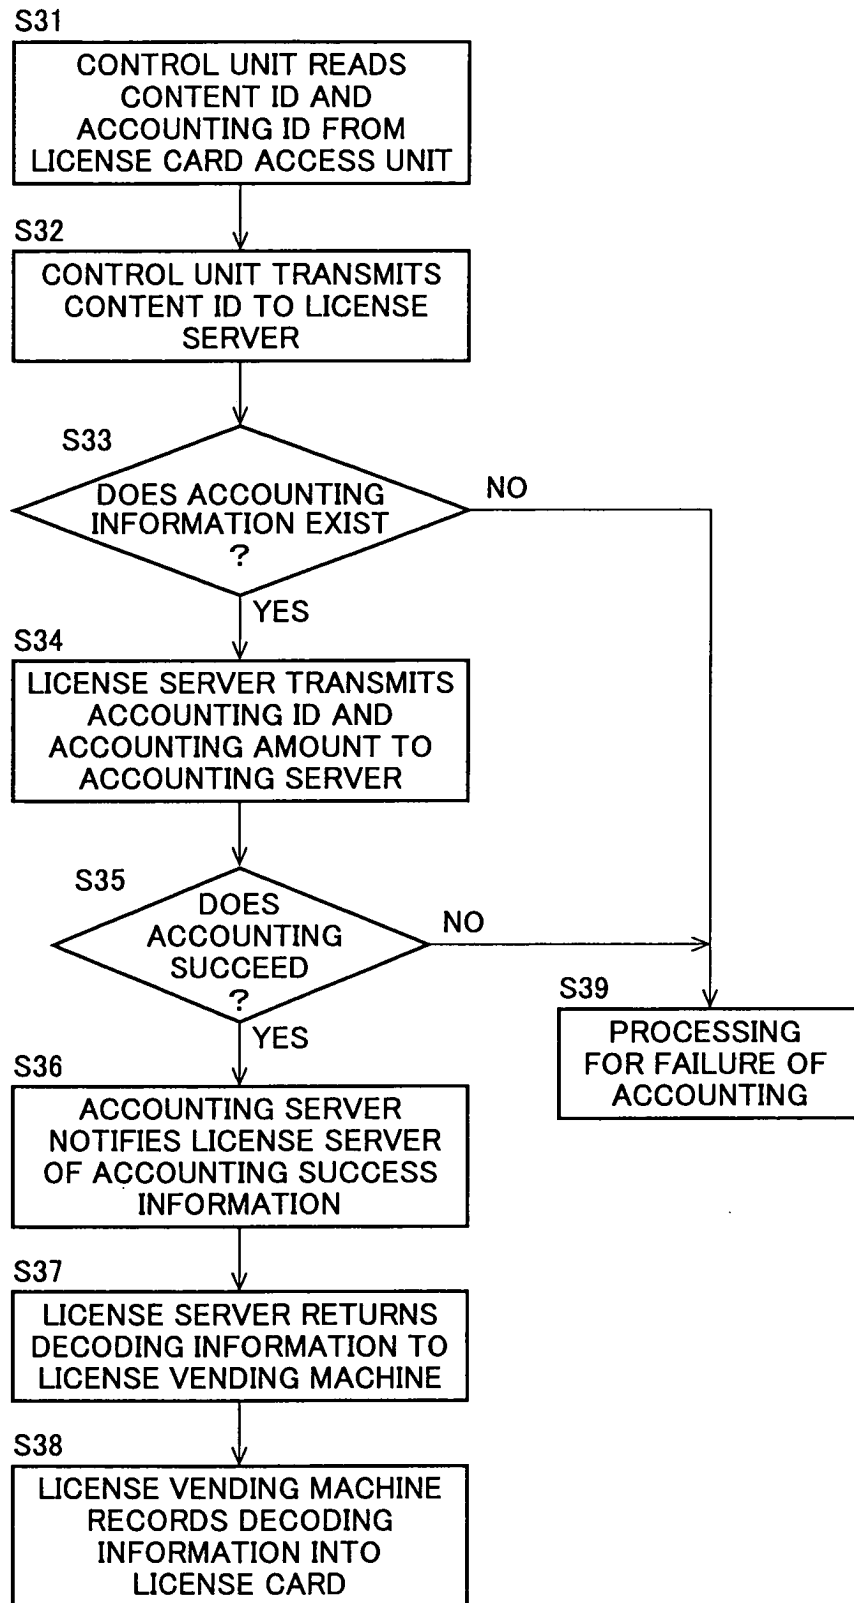 S31
CONTROL UNIT READS
CONTENT ID AND
ACCOUNTING ID FROM
LICENSE CARD ACCESS UNIT
S32
CONTROL UNIT TRANSMITS
CONTENT ID TO LICENSE
SERVER
S33
DOES ACCOUNTING
INFORMATION EXIST
?
NO
YES
S34
LICENSE SERVER TRANSMITS
ACCOUNTING ID AND
ACCOUNTING AMOUNT TO
ACCOUNTING SERVER
S35
DOES
ACCOUNTING
SUCCEED
?
NO
YES
S39
PROCESSING
FOR FAILURE OF
ACCOUNTING
S36
ACCOUNTING SERVER
NOTIFIES LICENSE SERVER
OF ACCOUNTING SUCCESS
INFORMATION
S37
LICENSE SERVER RETURNS
DECODING INFORMATION TO
LICENSE VENDING MACHINE
S38
LICENSE VENDING MACHINE
RECORDS DECODING
INFORMATION INTO
LICENSE CARD